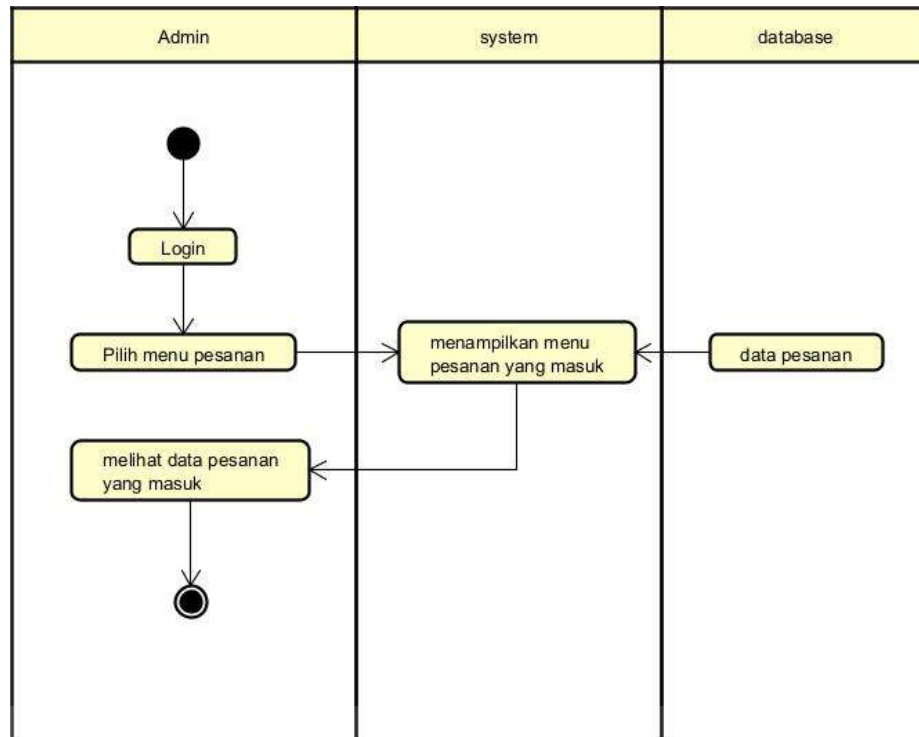 Admin
system
database
Login
Pilih menu pesanan
menampilkan menu
pesanan yang masuk
data pesanan
melihat data pesanan
yang masuk